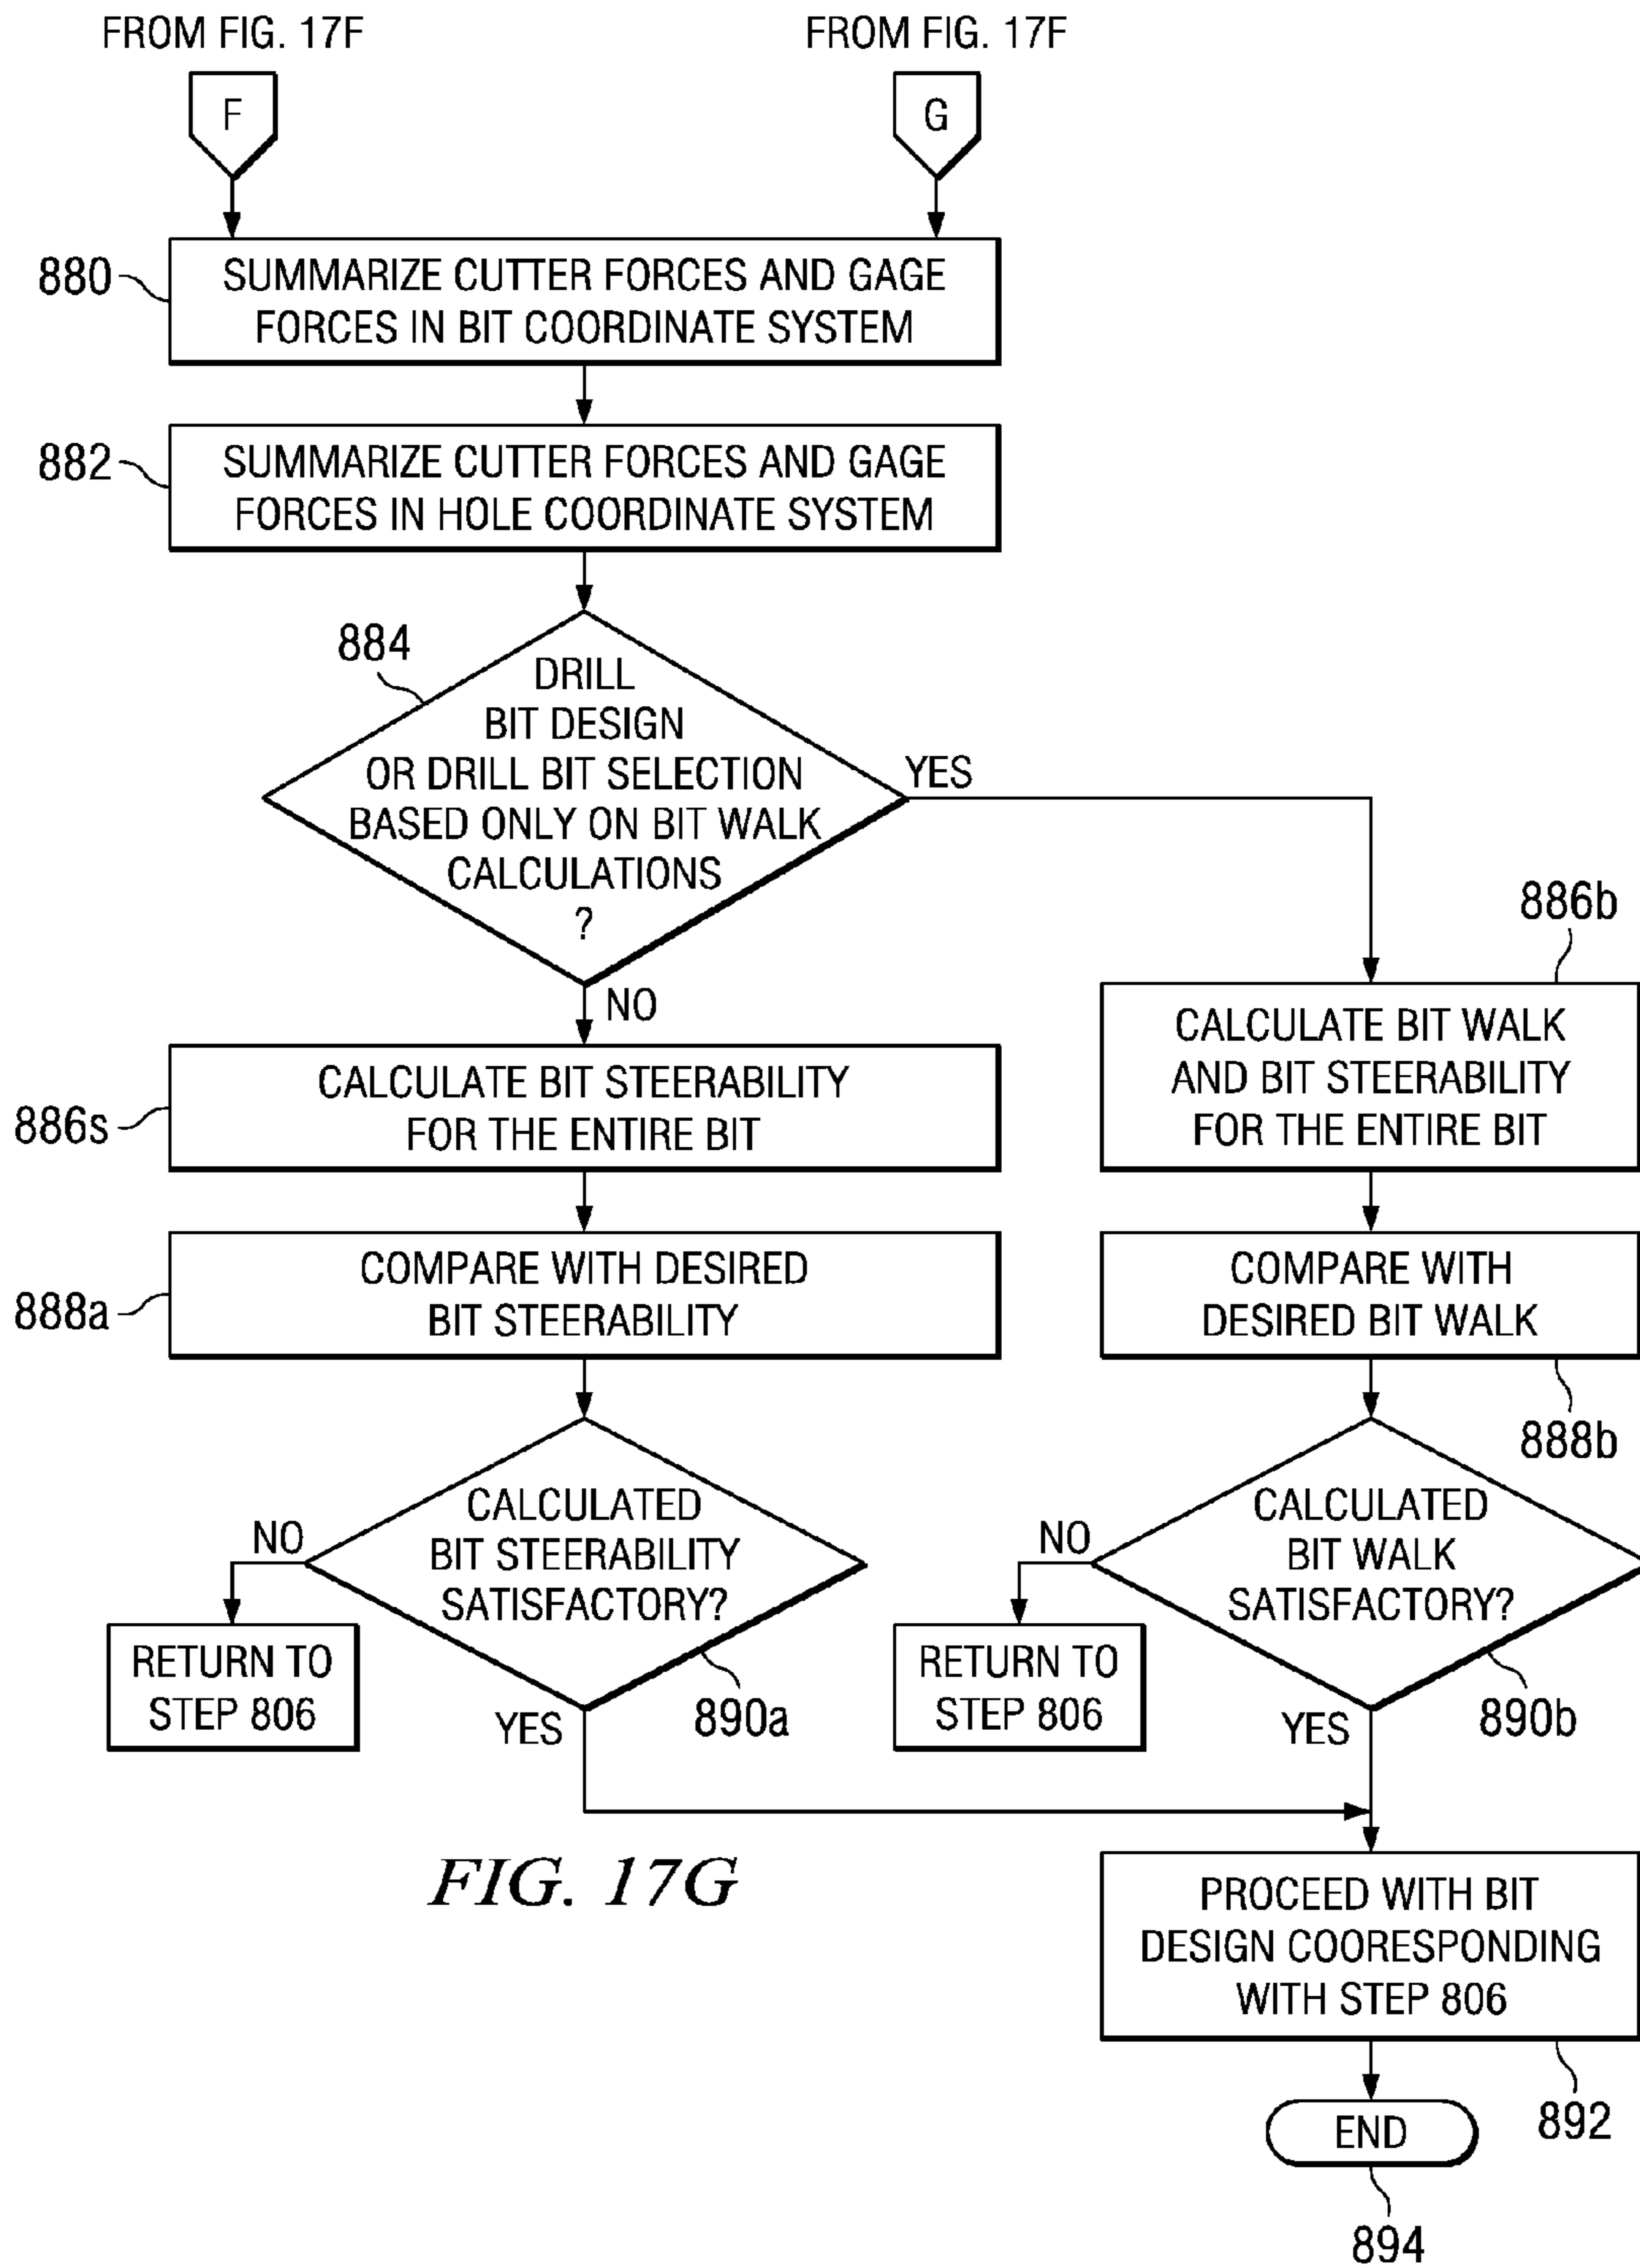 FROM FIG. 17F
FROM FIG. 17F
F
G
880
SUMMARIZE CUTTER FORCES AND GAGE
FORCES IN BIT COORDINATE SYSTEM
882
SUMMARIZE CUTTER FORCES AND GAGE
FORCES IN HOLE COORDINATE SYSTEM
884
DRILL
BIT DESIGN
OR DRILL BIT SELECTION
BASED ONLY ON BIT WALK
CALCULATIONS
?
YES
NO
886s
CALCULATE BIT STEERABILITY
FOR THE ENTIRE BIT
888a
COMPARE WITH DESIRED
BIT STEERABILITY
CALCULATED
BIT STEERABILITY
SATISFACTORY?
NO
RETURN TO
STEP 806
YES
890a
886b
CALCULATE BIT WALK
AND BIT STEERABILITY
FOR THE ENTIRE BIT
COMPARE WITH
DESIRED BIT WALK
888b
CALCULATED
BIT WALK
SATISFACTORY?
NO
RETURN TO
STEP 806
YES
890b
PROCEED WITH BIT
DESIGN COORESPONDING
WITH STEP 806
892
END
894
FIG. 17G